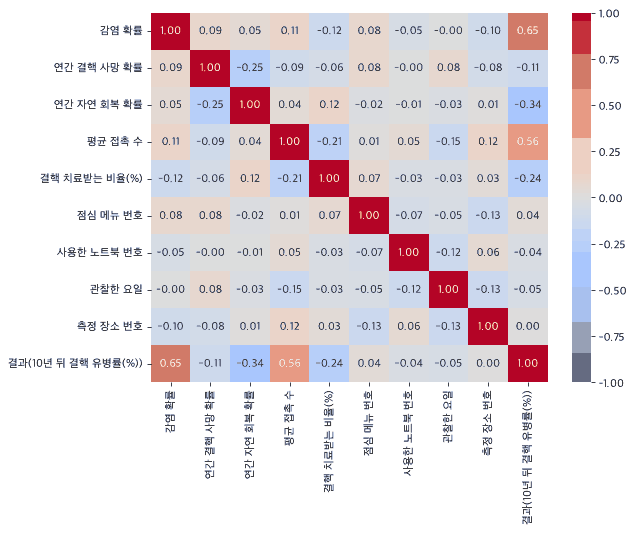 감염 확률 1.00 0.09 0.05 0.11 -0.12 0.08 -0.05 -0.00 -0.10 0.65
연간 결핵 사망 확률 0.09 1.00 -0.25 -0.09 -0.06 0.08 -0.00 0.08 -0.08 -0.11
연간 자연 회복 확률 0.05 -0.25 1.00 0.04 0.12 -0.02 -0.01 -0.03 0.01 -0.34
평균 접촉 수 0.11 -0.09 0.04 1.00 -0.21 0.01 0.05 -0.15 0.12 0.56
결핵 치료받는 비율(%) -0.12 -0.06 0.12 -0.21 1.00 0.07 -0.03 -0.03 0.03 -0.24
점심 메뉴 번호 0.08 0.08 -0.02 0.01 0.07 1.00 -0.07 -0.05 -0.13 0.04
사용한 노트북 번호 -0.05 -0.00 -0.01 0.05 -0.03 -0.07 1.00 -0.12 0.06 -0.04
관찰한 요일 -0.00 0.08 -0.03 -0.15 -0.03 -0.05 -0.12 1.00 -0.13 -0.05
측정 장소 번호 -0.10 -0.08 0.01 0.12 0.03 -0.13 0.06 -0.13 1.00 0.00
결과(10년 뒤 결핵 유병률(%)) 0.65 -0.11 -0.34 0.56 -0.24 0.04 -0.04 -0.05 0.00 1.00
감염 확률
연간 결핵 사망 확률
연간 자연 회복 확률
평균 접촉 수
결핵 치료받는 비율(%)
점심 메뉴 번호
사용한 노트북 번호
관찰한 요일
측정 장소 번호
결과(10년 뒤 결핵 유병률(%))
1.00
0.75
0.50
0.25
0.00
-0.25
-0.50
-0.75
-1.00